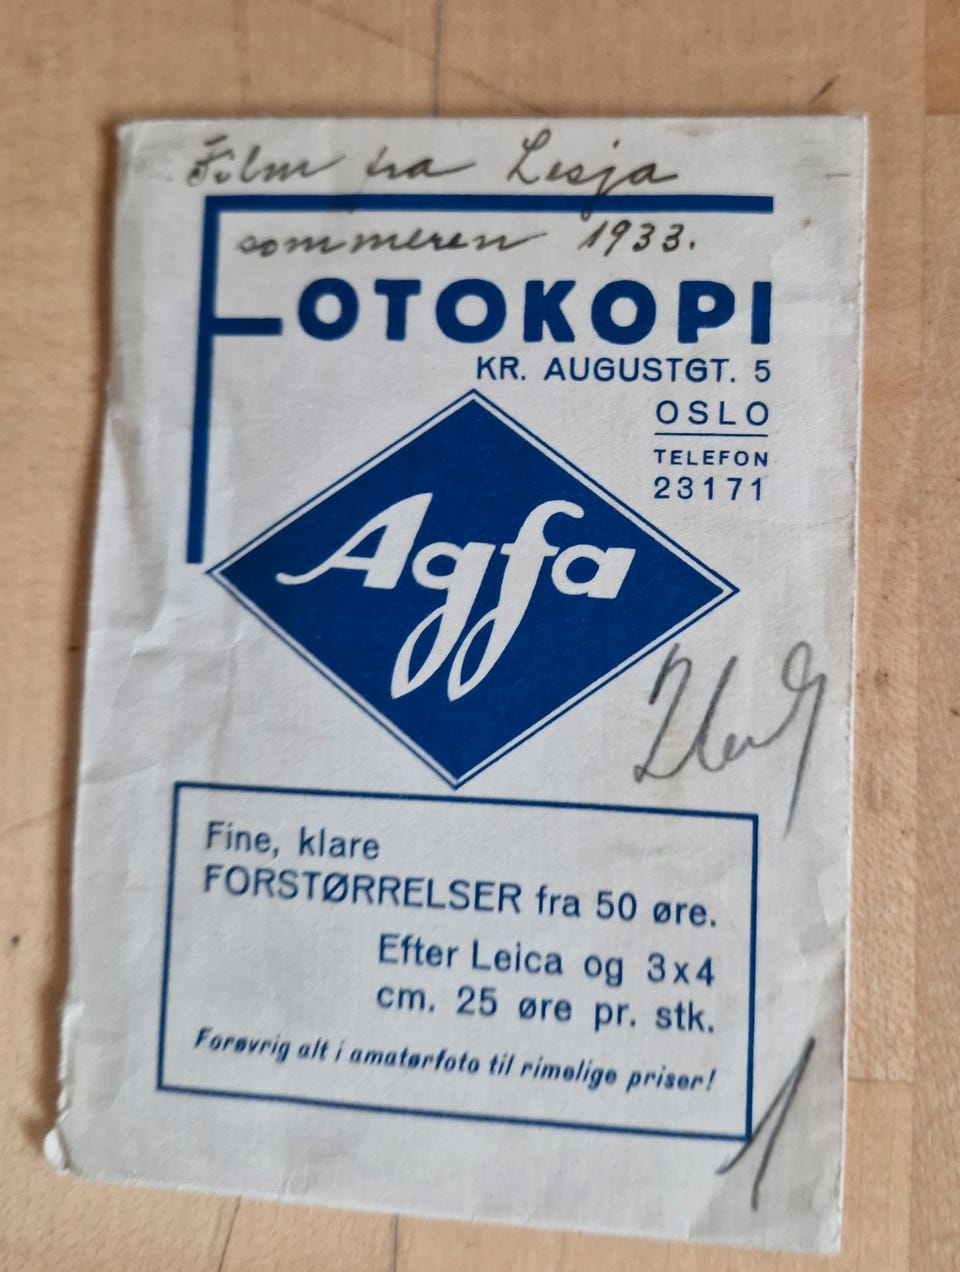 Film fra Lesja
sommeren 1933.
FOTOKOPI
KR. AUGUSTGT. 5
OSLO
TELEFON
23171
Agfa
Fine, klare
FORSTØRRELSER fra 50 øre.
Efter Leica og 3x4
cm. 25 øre pr. stk.
Forøvrig alt i amatørfoto til rimelige priser!
1